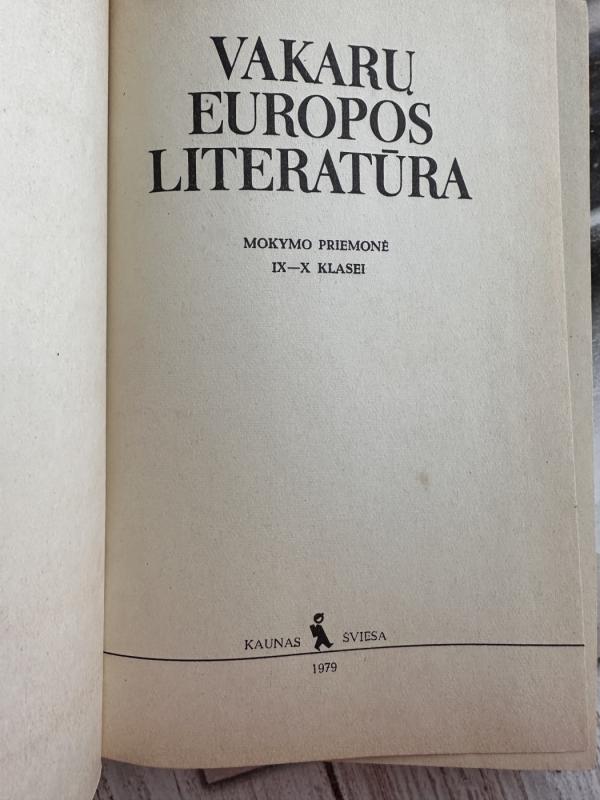 VAKARŲ
EUROPOS
LITERATŪRA
MOKYMO PRIEMONĖ
IX—X KLASEI
KAUNAS ŠVIESA
1979